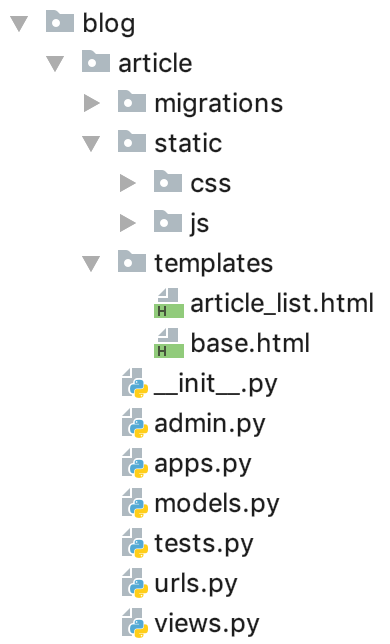 blog
article
migrations
static
css
js
templates
H article_list.html
H base.html
__init__.py
admin.py
apps.py
models.py
tests.py
urls.py
views.py